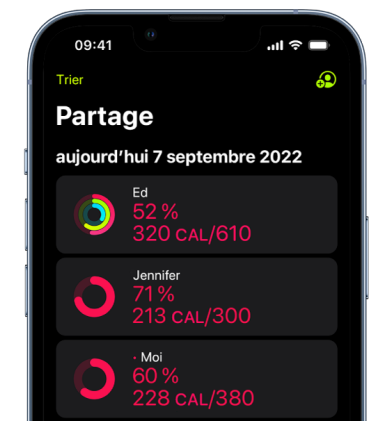 09:41
Trier
Partage
aujourd'hui 7 septembre 2022
Ed
52 %
320 CAL/610
Jennifer
71 %
213 CAL/300
• Moi
60 %
228 CAL/380